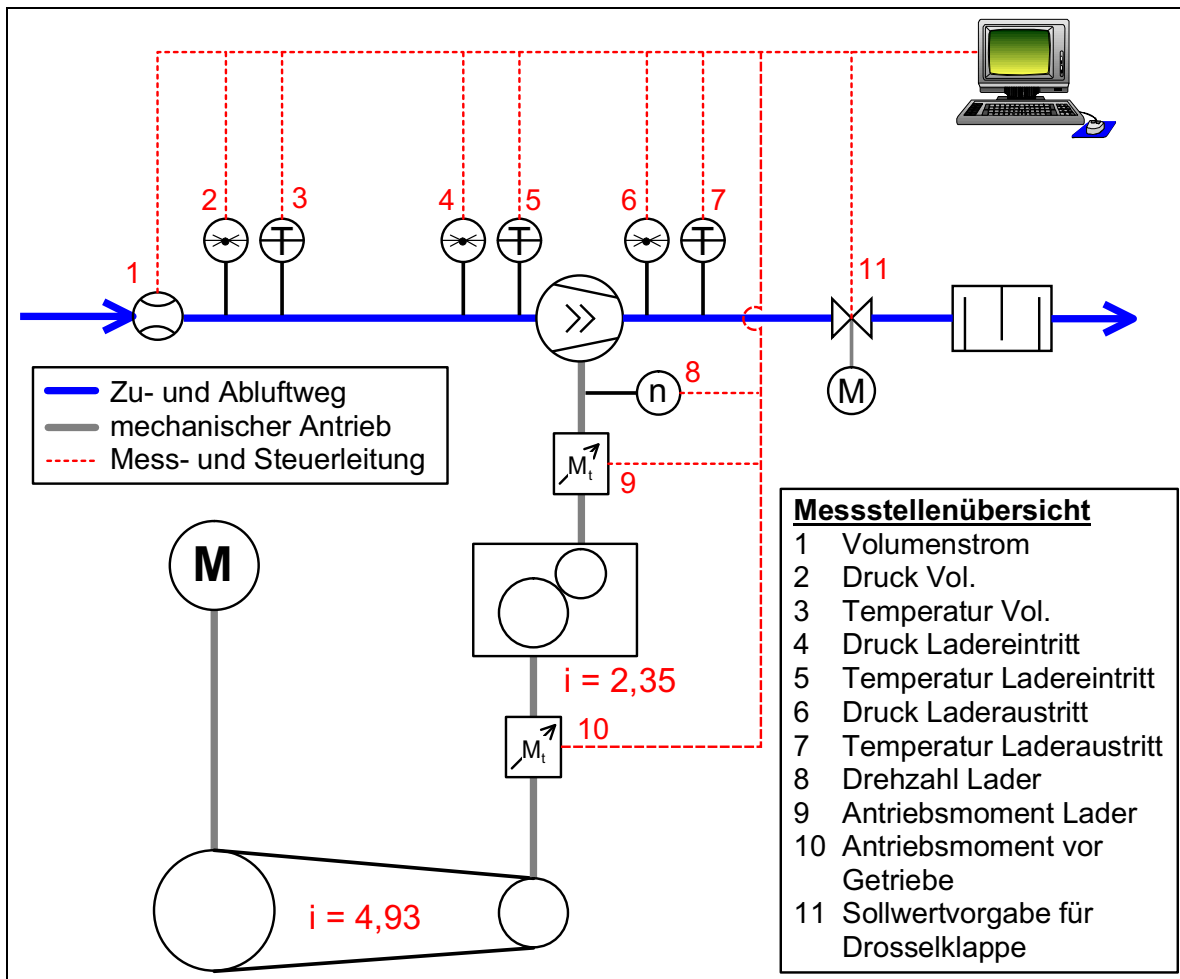 2
3
4
5
6
7
1
11
8
n
M
Zu- und Abluftweg
mechanischer Antrieb
Mess- und Steuerleitung
Mt
9
M
i = 2,35
10
Mt
i = 4,93
Messstellenübersicht
1 Volumenstrom
2 Druck Vol.
3 Temperatur Vol.
4 Druck Ladereintritt
5 Temperatur Ladereintritt
6 Druck Laderaustritt
7 Temperatur Laderaustritt
8 Drehzahl Lader
9 Antriebsmoment Lader
10 Antriebsmoment vor
Getriebe
11 Sollwertvorgabe für
Drosselklappe
T
T
T